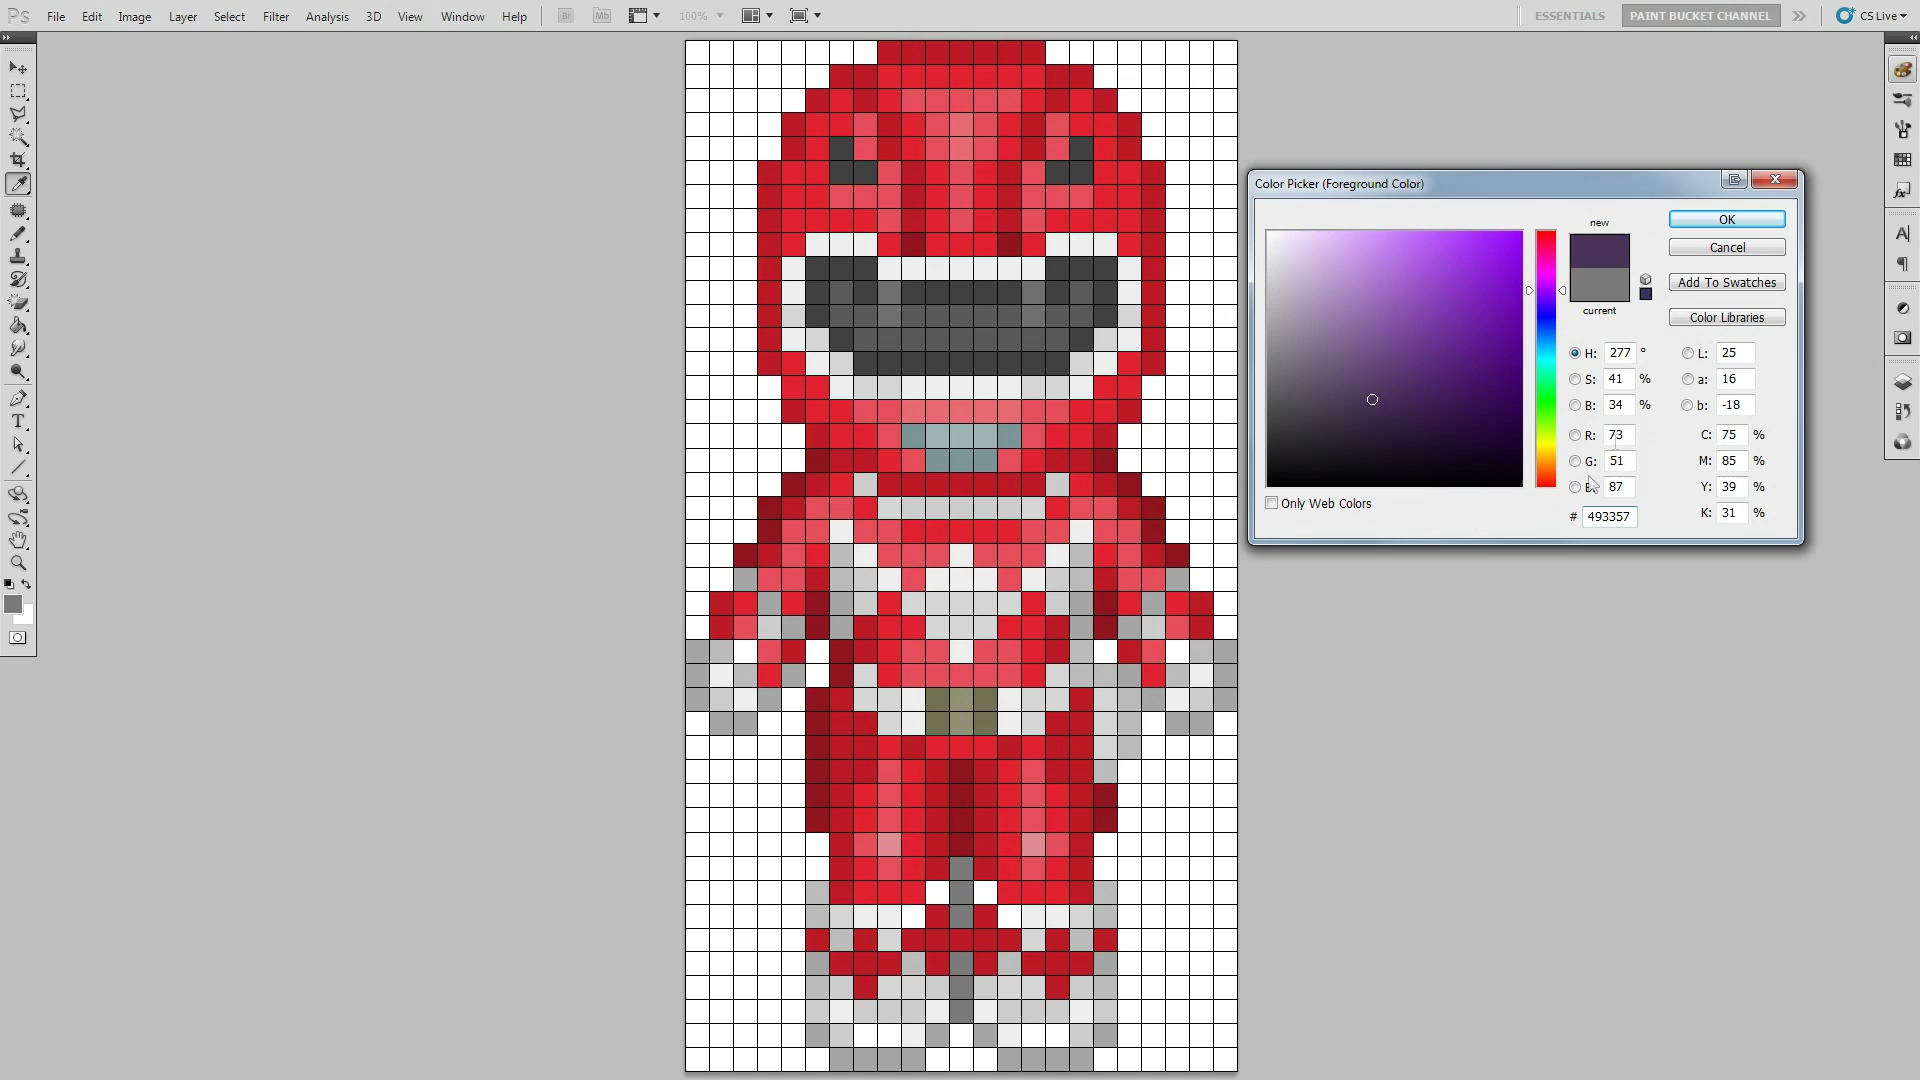 Ps File Edit Image Layer Select Filter Analysis 3D View Window Help Br Mb 100% ESSENTIALS PAINT BUCKET CHANNEL CS Live
Color Picker (Foreground Color)
new
OK
Cancel
Add To Swatches
current
Color Libraries
H: 277 ° L: 25
S: 41 % a: 16
B: 34 % b: -18
R: 73 C: 75 %
G: 51 M: 85 %
B: 87 Y: 39 %
Only Web Colors
# 493357 K: 31 %